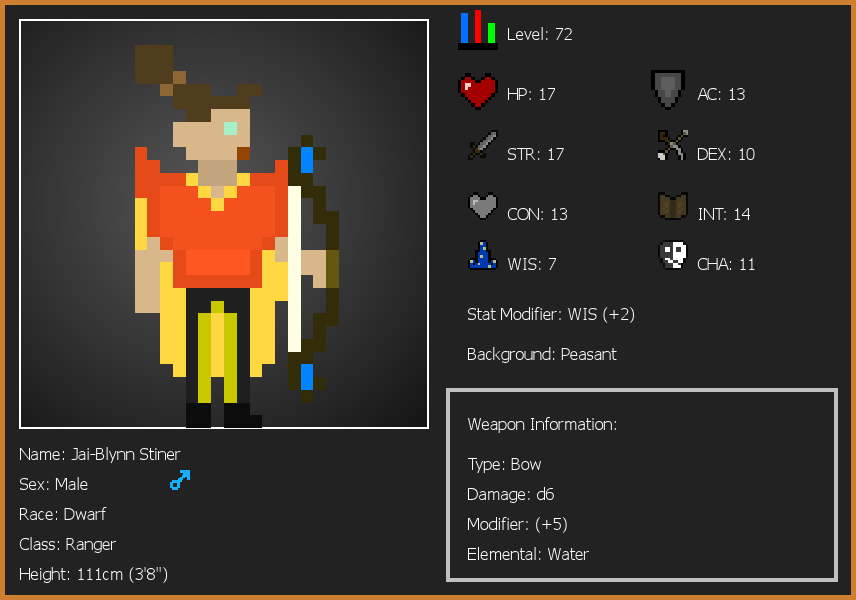 Level: 72
HP: 17
AC: 13
STR: 17
DEX: 10
CON: 13
INT: 14
WIS: 7
CHA: 11
Stat Modifier: WIS (+2)
Background: Peasant
Weapon Information:
Type: Bow
Damage: d6
Modifier: (+5)
Elemental: Water
Name: Jai-Blynn Stiner
Sex: Male
Race: Dwarf
Class: Ranger
Height: 111cm (3'8")